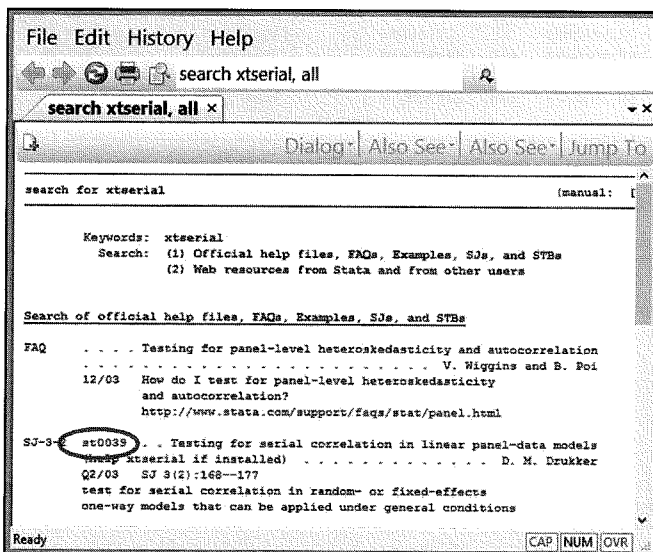 File Edit History Help
search xtserial, all
search xtserial, all ×
Dialog Also See Also See Jump To
search for xtserial (manual: [
Keywords: xtserial
Search: (1) Official help files, FAQs, Examples, SJs, and STBs
(2) Web resources from Stata and from other users
Search of official help files, FAQs, Examples, SJs, and STBs
FAQ . . . . Testing for panel-level heteroskedasticity and autocorrelation
. . . . . . . . . . . . . . . . . . . . . . . . V. Wiggins and B. Poi
12/03 How do I test for panel-level heteroskedasticity
and autocorrelation?
http://www.stata.com/support/faqs/stat/panel.html
SJ-3-2 st0039 . . Testing for serial correlation in linear panel-data models
(help xtserial if installed) . . . . . . . . . . . . . . D. M. Drukker
Q2/03 SJ 3(2):168--177
test for serial correlation in random- or fixed-effects
one-way models that can be applied under general conditions
Ready CAP NUM OVR